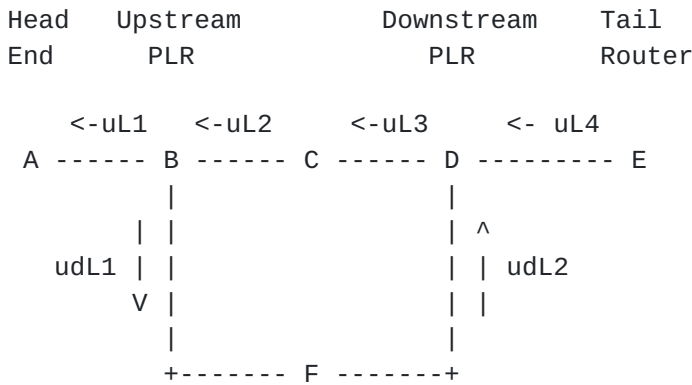 Head   Upstream         Downstream    Tail
End      PLR               PLR        Router
    <-uL1   <-uL2       <-uL3     <- uL4
 A ------ B ------ C ------ D --------- E
          |                 |
        | |                 | ^
   udL1 | |                 | | udL2
        V |                 | |
          |                 |
          +------- F -------+